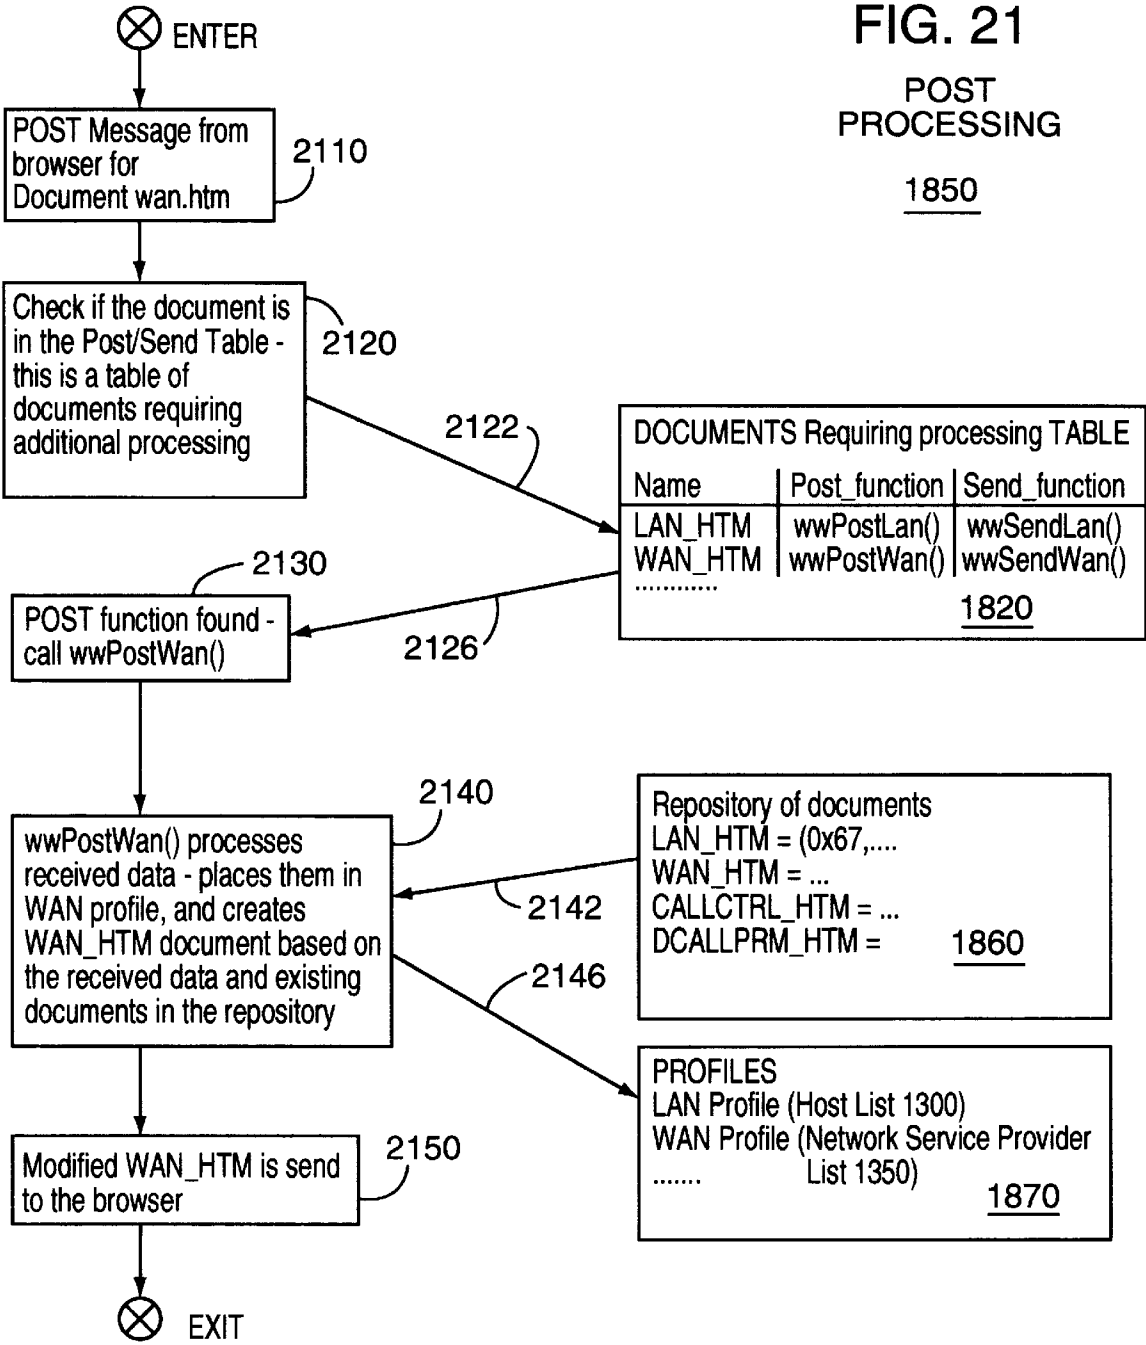 FIG. 21
POST
PROCESSING
1850
ENTER
POST Message from
browser for
Document wan.htm
2110
Check if the document is
in the Post/Send Table -
this is a table of
documents requiring
additional processing
2120
2122
DOCUMENTS Requiring processing TABLE
Name Post_function Send_function
LAN_HTM wwPostLan() wwSendLan()
WAN_HTM wwPostWan() wwSendWan()
............
1820
2126
2130
POST function found -
call wwPostWan()
2140
wwPostWan() processes
received data - places them in
WAN profile, and creates
WAN_HTM document based on
the received data and existing
documents in the repository
2142
Repository of documents
LAN_HTM = (0x67,....
WAN_HTM = ...
CALLCTRL_HTM = ...
DCALLPRM_HTM =
1860
2146
PROFILES
LAN Profile (Host List 1300)
WAN Profile (Network Service Provider
List 1350)
.......
1870
Modified WAN_HTM is send
to the browser
2150
EXIT